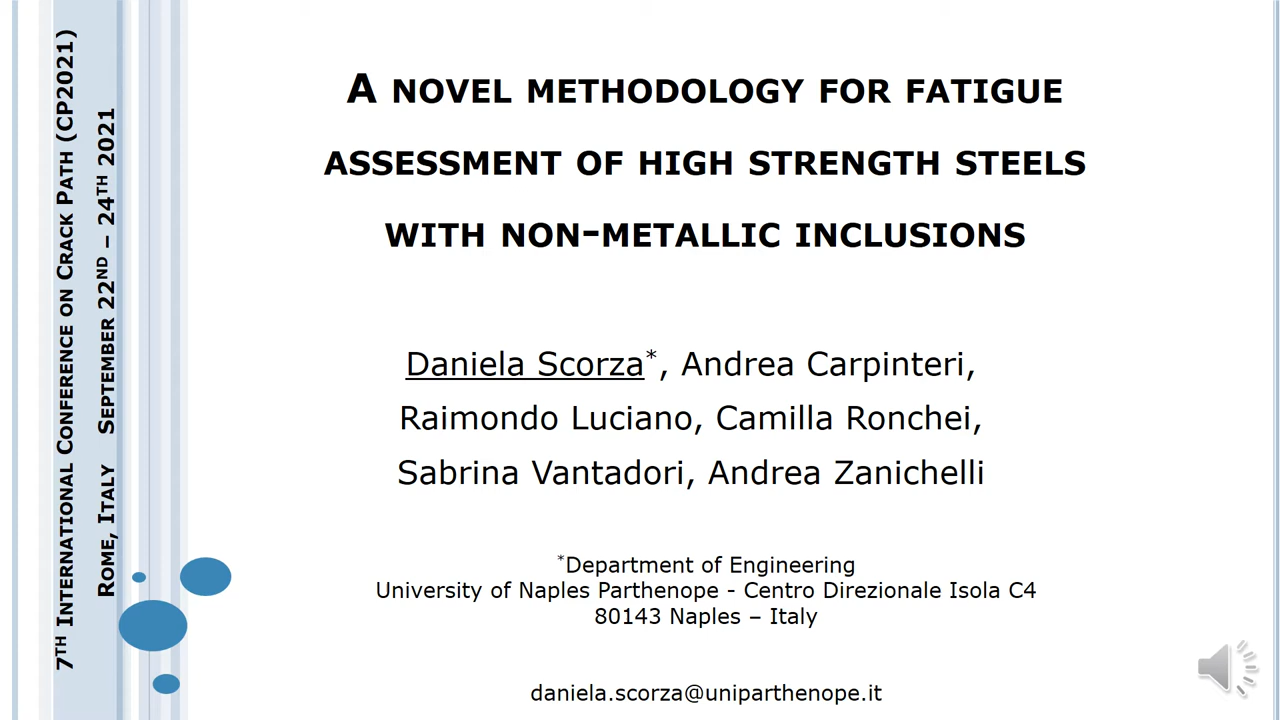 7TH INTERNATIONAL CONFERENCE ON CRACK PATH (CP2021)
ROME, ITALY SEPTEMBER 22ND – 24TH 2021
A NOVEL METHODOLOGY FOR FATIGUE
ASSESSMENT OF HIGH STRENGTH STEELS
WITH NON-METALLIC INCLUSIONS
Daniela Scorza*, Andrea Carpinteri,
Raimondo Luciano, Camilla Ronchei,
Sabrina Vantadori, Andrea Zanichelli
*Department of Engineering
University of Naples Parthenope - Centro Direzionale Isola C4
80143 Naples – Italy
daniela.scorza@uniparthenope.it